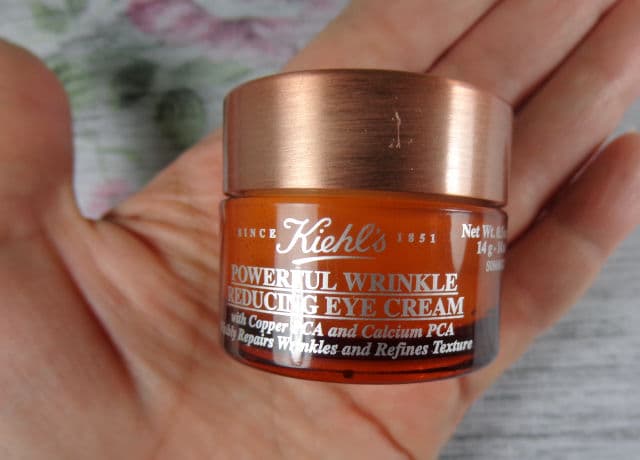 SINCE Kiehl's 1851
POWERFUL WRINKLE
REDUCING EYE CREAM
with Copper PCA and Calcium PCA
Wrinkles and Refines Texture
Repairs
Net Wt.
14 g